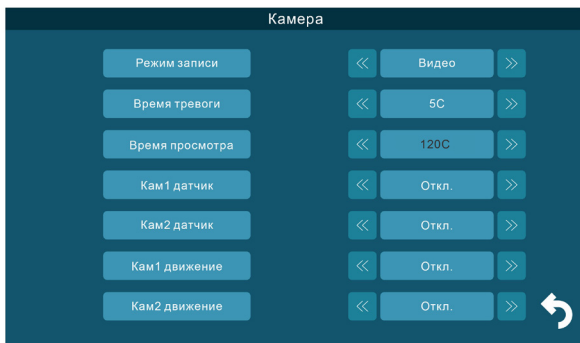 Камера
Режим записи Видео
Время тревоги 5С
Время просмотра 120С
Кам1 датчик Откл.
Кам2 датчик Откл.
Кам1 движение Откл.
Кам2 движение Откл.